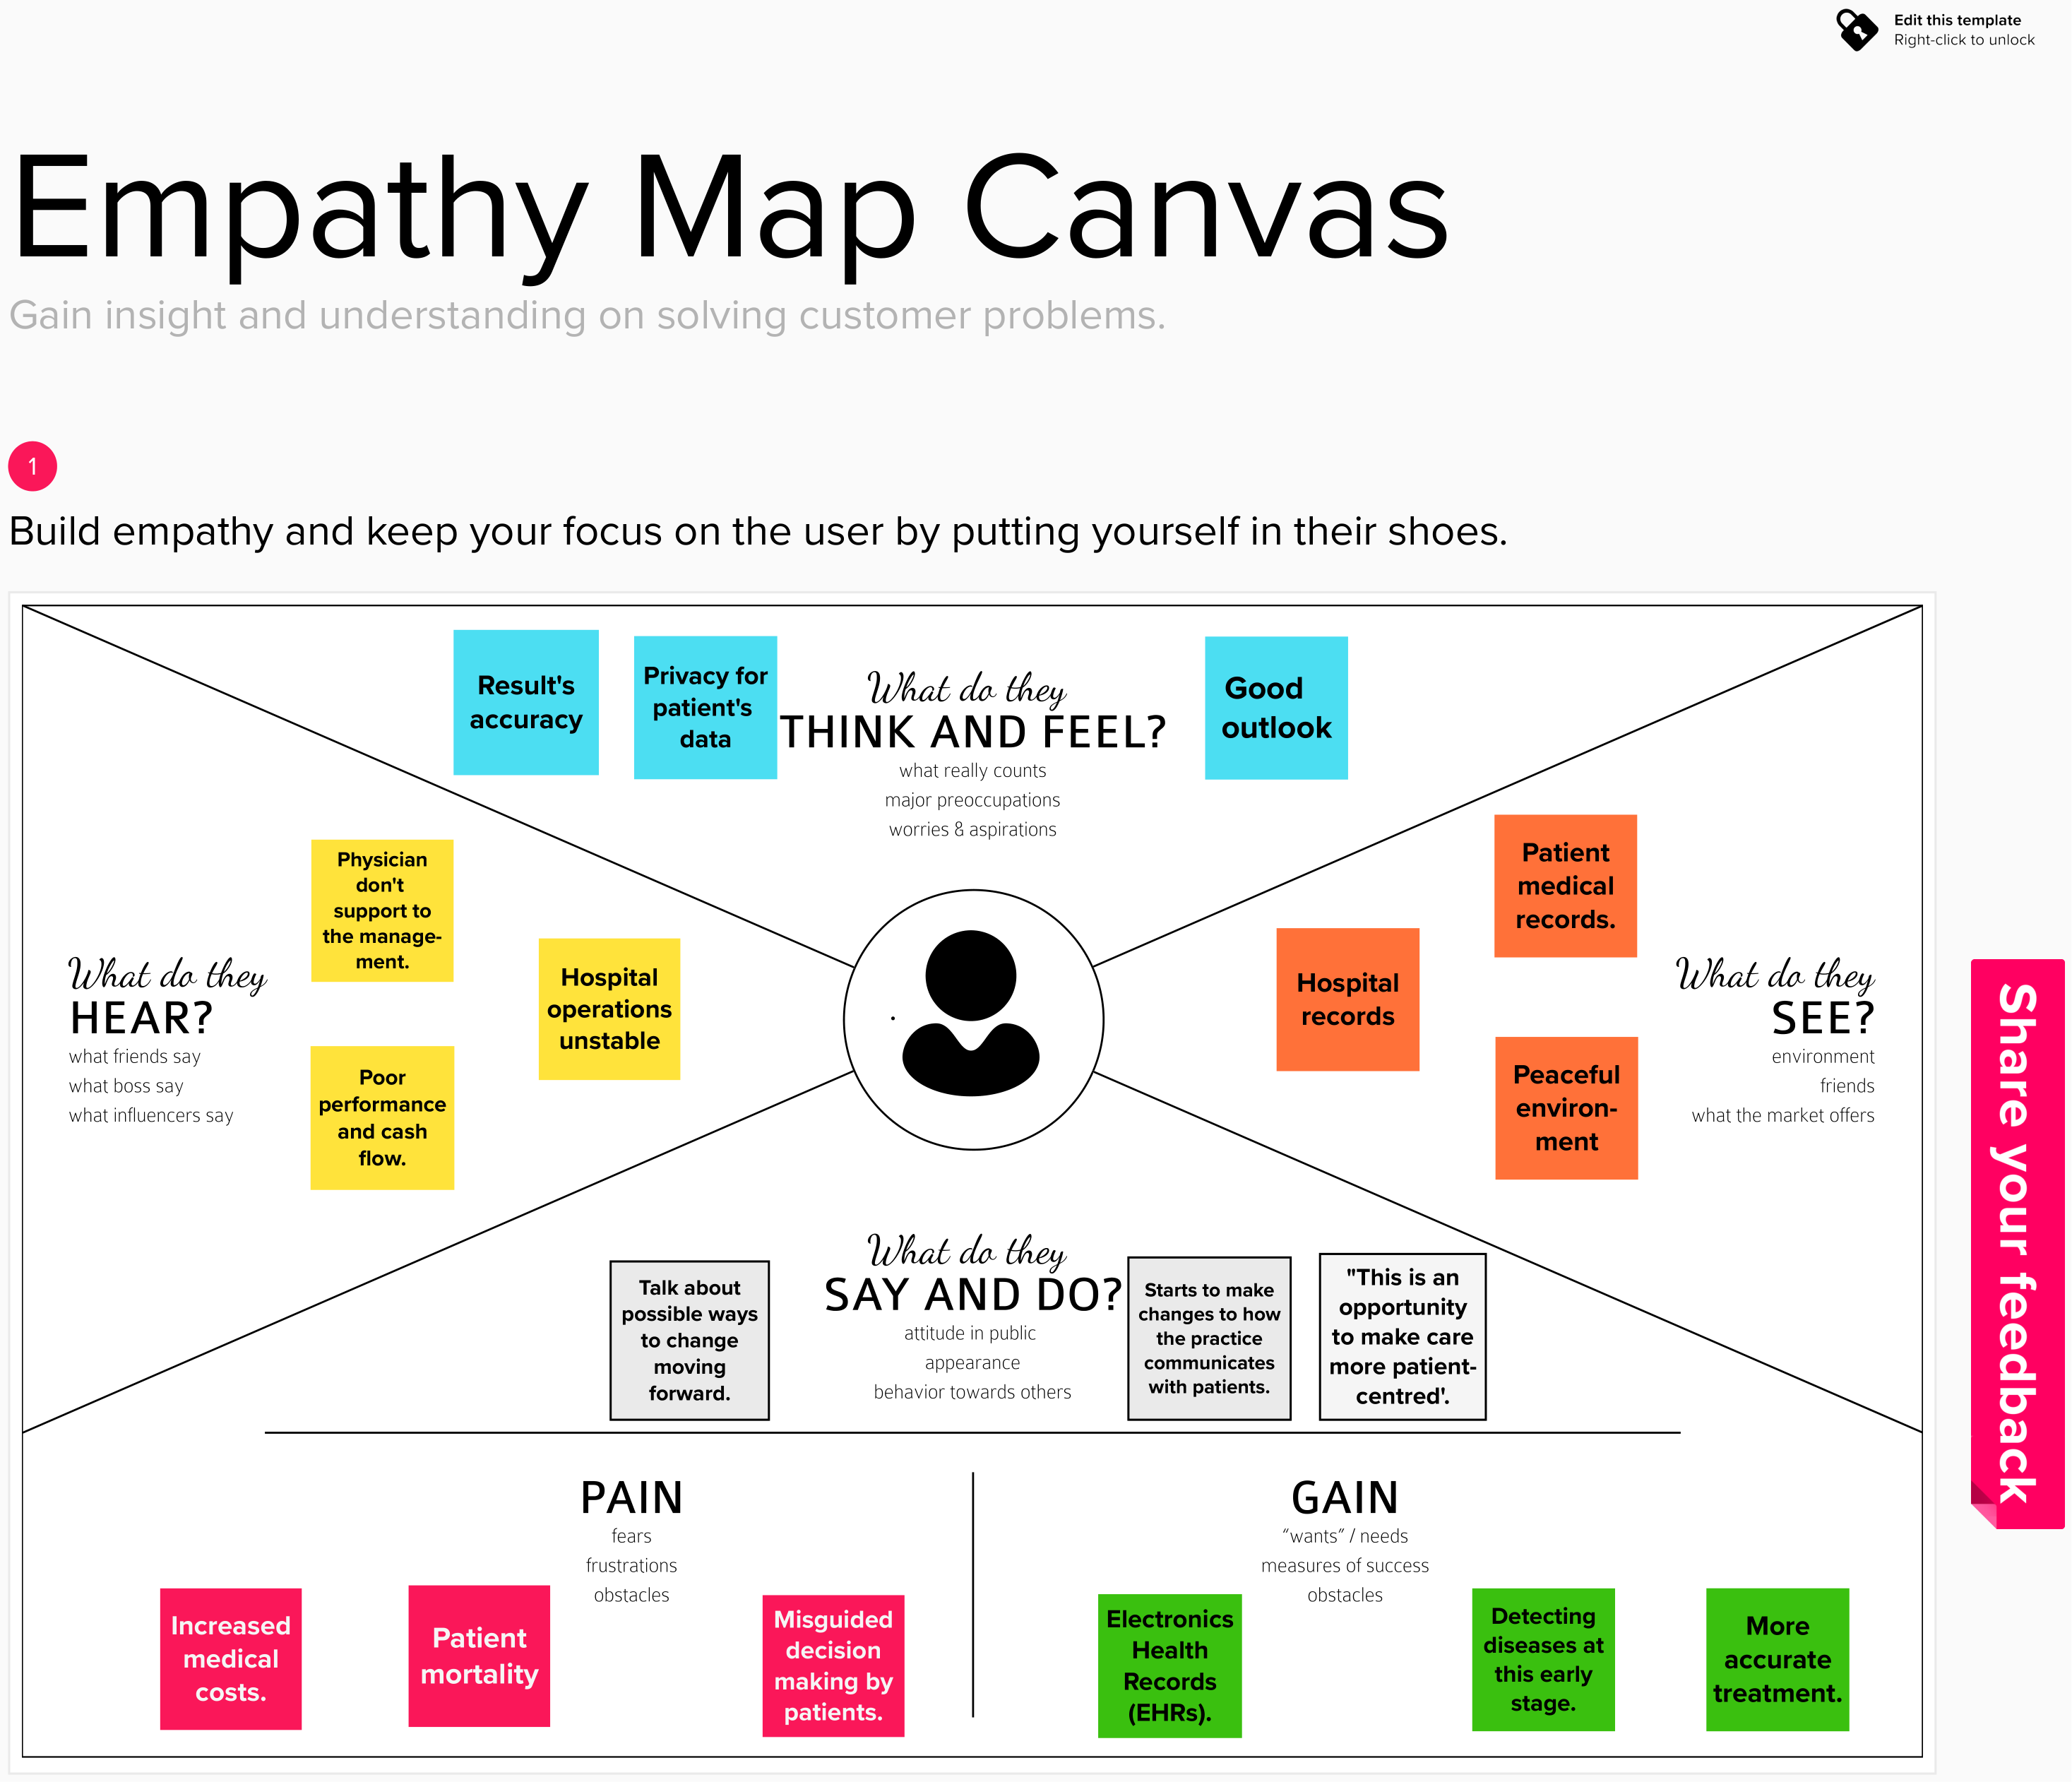 Edit this template
Right-click to unlock
Empathy Map Canvas
Gain insight and understanding on solving customer problems.
1
Build empathy and keep your focus on the user by putting yourself in their shoes.
Result's
accuracy
Privacy for
patient's
data
What do they
THINK AND FEEL?
what really counts
major preoccupations
worries & aspirations
Good
outlook
Physician
don't
support to
the manage-
ment.
Hospital
operations
unstable
What do they
HEAR?
what friends say
what boss say
what influencers say
Poor
performance
and cash
flow.
Patient
medical
records.
Hospital
records
What do they
SEE?
environment
friends
what the market offers
Peaceful
environ-
ment
Share your feedback
Talk about
possible ways
to change
moving
forward.
What do they
SAY AND DO?
attitude in public
appearance
behavior towards others
Starts to make
changes to how
the practice
communicates
with patients.
"This is an
opportunity
to make care
more patient-
centred'.
PAIN
fears
frustrations
obstacles
Increased
medical
costs.
Patient
mortality
Misguided
decision
making by
patients.
GAIN
“wants” / needs
measures of success
obstacles
Electronics
Health
Records
(EHRs).
Detecting
diseases at
this early
stage.
More
accurate
treatment.